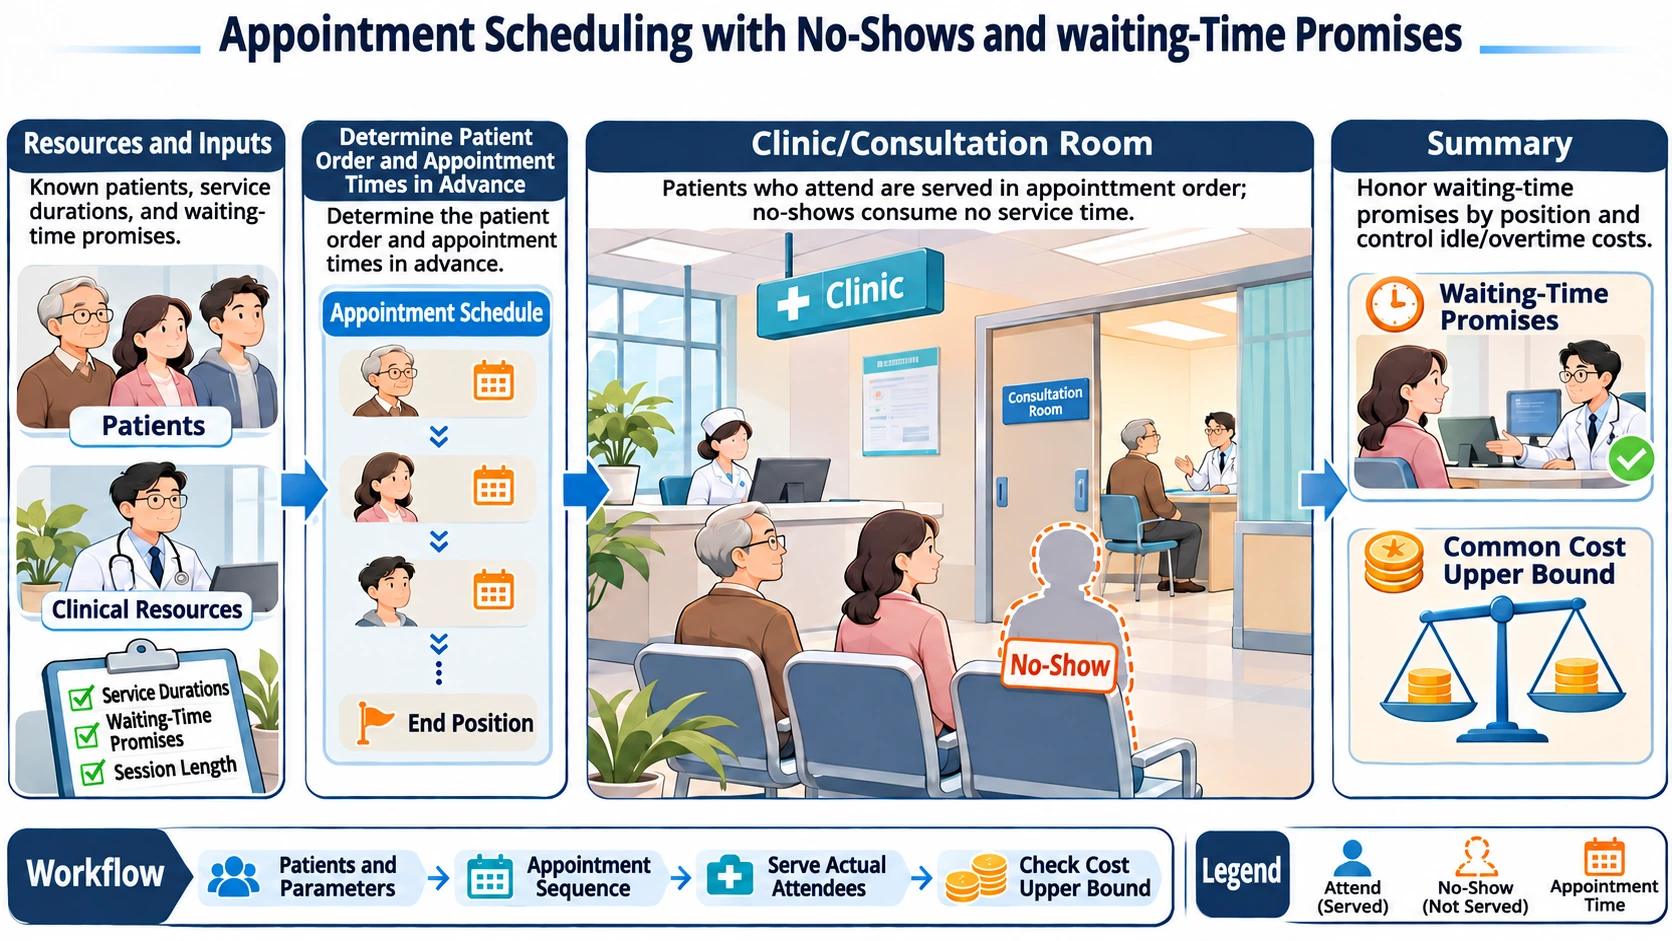 Appointment Scheduling with No-Shows and waiting-Time Promises
Resources and Inputs
Known patients, service
durations, and waiting-
time promises.
Patients
Clinical Resources
Service Durations
Waiting-Time
Promises
Session Length
Determine Patient
Order and Appointment
Times in Advance
Determine the patient
order and appointment
times in advance.
Appointment Schedule
End Position
Clinic/Consultation Room
Patients who attend are served in appointtment order;
no-shows consume no service time.
Clinic
Consultation
Room
No-Show
Summary
Honor waiting-time
promises by position and
control idle/overtime costs.
Waiting-Time
Promises
Common Cost
Upper Bound
Workflow
Patients and
Parameters
Appointment
Sequence
Serve Actual
Attendees
Check Cost
Upper Bound
Legend
Attend
(Served)
No-Show
(Not Served)
Appointment
Time